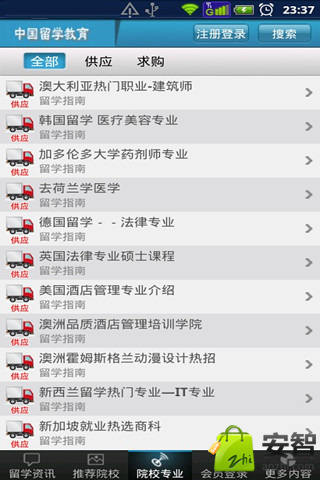 23:37
中国留学教育 注册登录 搜索
全部 供应 求购
澳大利亚热门职业-建筑师
留学指南
供应
韩国留学 医疗美容专业
留学指南
供应
加多伦多大学药剂师专业
留学指南
供应
去荷兰学医学
留学指南
供应
德国留学－－法律专业
留学指南
供应
英国法律专业硕士课程
留学指南
供应
美国酒店管理专业介绍
留学指南
供应
澳洲品质酒店管理培训学院
留学指南
供应
澳洲霍姆斯格兰动漫设计热招
留学指南
供应
新西兰留学热门专业—IT专业
留学指南
供应
新加坡就业热选商科
留学指南
供应
留学资讯 推荐院校 院校专业 会员登录 更多内容
Zhi
安智